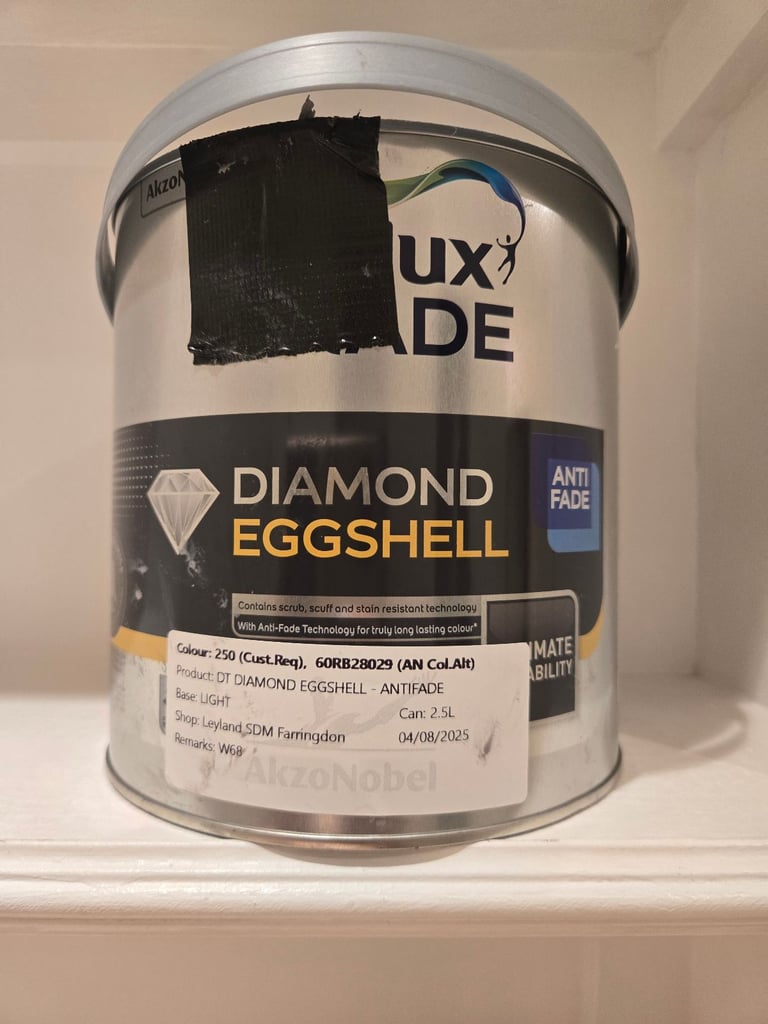 AkzoN
ux
ADE
DIAMOND
EGGSHELL
ANTI
FADE
Contains scrub, scuff and stain resistant technology
With Anti-Fade Technology for truly long lasting colour*
IMATE
ABILITY
Colour: 250 (Cust.Req), 60RB28029 (AN Col.Alt)
Product: DT DIAMOND EGGSHELL - ANTIFADE
Base: LIGHT
Can: 2.5L
Shop: Leyland SDM Farringdon
04/08/2025
Remarks: W68
AkzoNobel